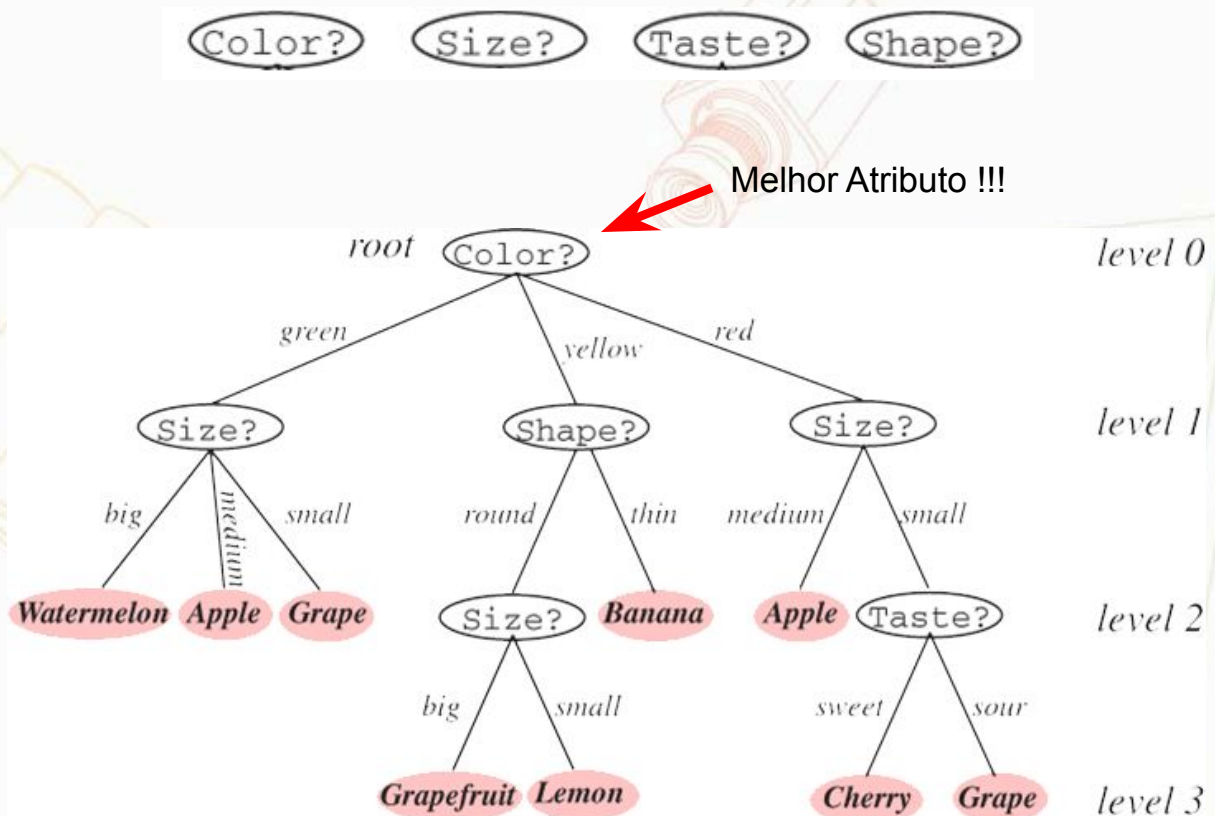 Color? Size? Taste? Shape?
Melhor Atributo !!!
root Color? level 0
green yellow red
Size? Shape? Size? level 1
big medium small round thin medium small
Watermelon Apple Grape Size? Banana Apple Taste? level 2
big small sweet sour
Grapefruit Lemon Cherry Grape level 3